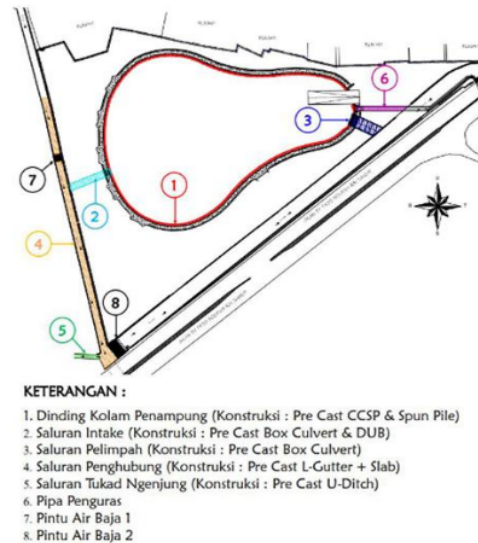 6
3
7
1
2
4
8
5
KETERANGAN :
1. Dinding Kolam Penampung (Konstruksi : Pre Cast CCSP & Spun Pile)
2. Saluran Intake (Konstruksi : Pre Cast Box Culvert & DUB)
3. Saluran Pelimpah (Konstruksi : Pre Cast Box Culvert)
4. Saluran Penghubung (Konstruksi : Pre Cast L-Gutter + Slab)
5. Saluran Tukad Ngenjung (Konstruksi : Pre Cast U-Ditch)
6. Pipa Penguras
7. Pintu Air Baja 1
8. Pintu Air Baja 2